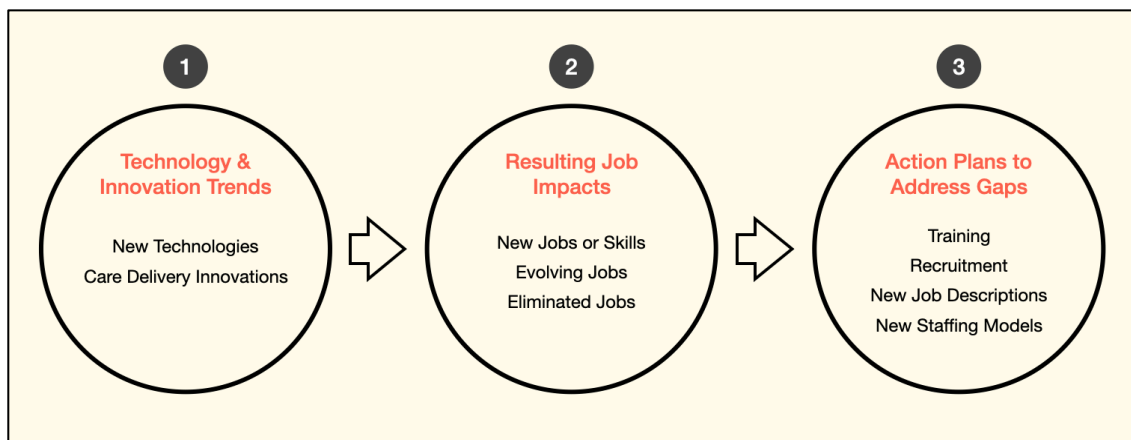 1
Technology &
Innovation Trends
New Technologies
Care Delivery Innovations
2
Resulting Job
Impacts
New Jobs or Skills
Evolving Jobs
Eliminated Jobs
3
Action Plans to
Address Gaps
Training
Recruitment
New Job Descriptions
New Staffing Models